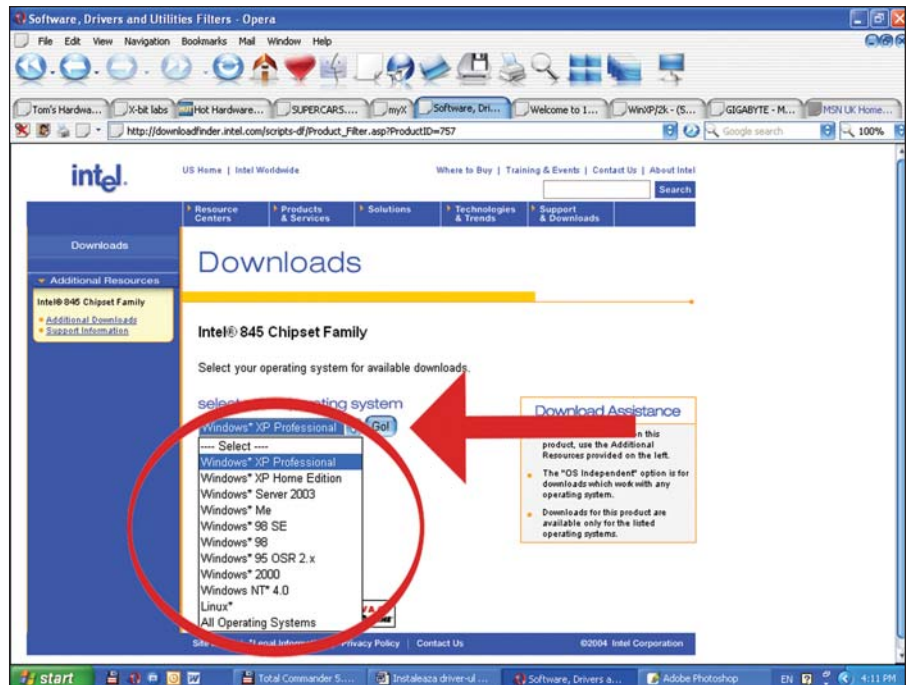 Software, Drivers and Utilities Filters - Opera
File Edit View Navigation Bookmarks Mail Window Help
Tom's Hardwa... X-bit labs Hot Hardware... SUPERCARS.... myX Software, Dri... Welcome to 1... WinXP/2k - (S... GIGABYTE - M... MSN UK Home...
http://downloadfinder.intel.com/scripts-df/Product_Filter.asp?ProductID=757 Google search 100%
intel.
US Home | Intel Worldwide
Where to Buy | Training & Events | Contact Us | About Intel
Search
Resource Centers
Products & Services
Solutions
Technologies & Trends
Support & Downloads
Downloads
Additional Resources
Intel® 845 Chipset Family
Additional Downloads
Support Information
Downloads
Intel® 845 Chipset Family
Select your operating system for available downloads.
select operating system
Windows* XP Professional Go!
---- Select ----
Windows* XP Professional
Windows* XP Home Edition
Windows* Server 2003
Windows* Me
Windows* 98 SE
Windows* 98
Windows* 95 OSR 2.x
Windows* 2000
Windows NT* 4.0
Linux*
All Operating Systems
Download Assistance
on this
product, use the Additional
Resources provided on the left.
The "OS Independent" option is for
downloads which work with any
operating system.
Downloads for this product are
available only for the listed
operating systems.
Legal Information Privacy Policy | Contact Us ©2004 Intel Corporation
start Total Commander 5.... Instaleaza driver-ul ... Software, Drivers a... Adobe Photoshop EN 4:11 PM